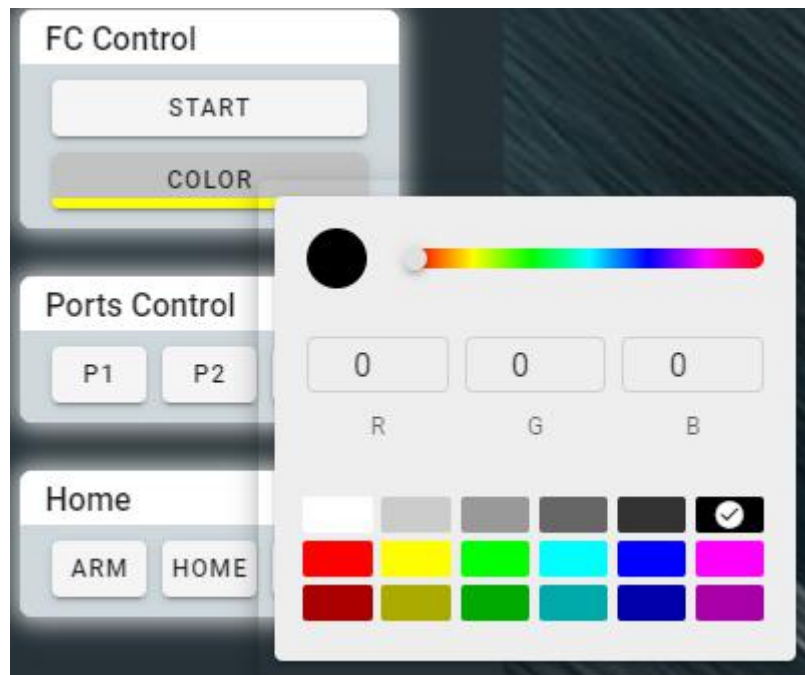 FC Control
START
COLOR
Ports Control
P1 P2
0 0 0
R G B
Home
ARM HOME